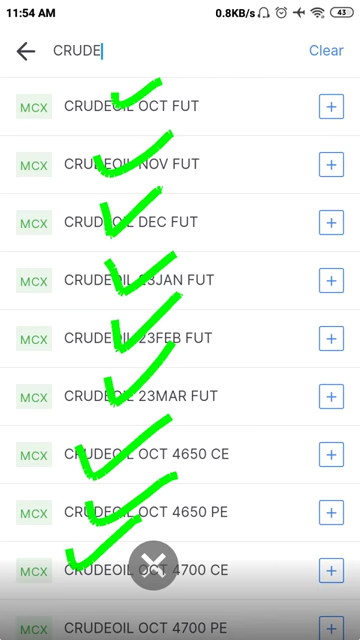 11:54 AM 0.8KB/s 43
CRUDE Clear
MCX CRUDEOIL OCT FUT
MCX CRUDEOIL NOV FUT
MCX CRUDEOIL DEC FUT
MCX CRUDEOIL 23JAN FUT
MCX CRUDEOIL 23FEB FUT
MCX CRUDEOIL 23MAR FUT
MCX CRUDEOIL OCT 4650 CE
MCX CRUDEOIL OCT 4650 PE
MCX CRUDEOIL OCT 4700 CE
MCX CRUDEOIL OCT 4700 PE